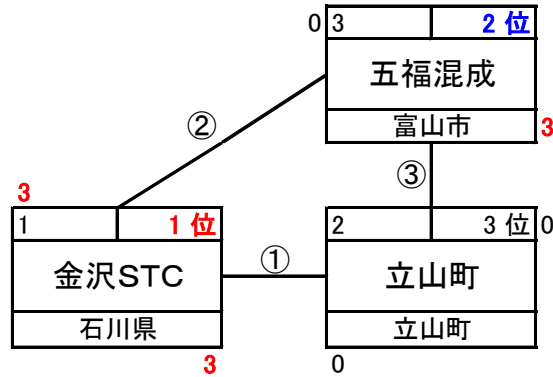 0 3 2 位
五福混成
富山市 3
②
③
3
1 1 位
金沢STC
石川県
3
①
2 3 位 0
立山町
立山町
0